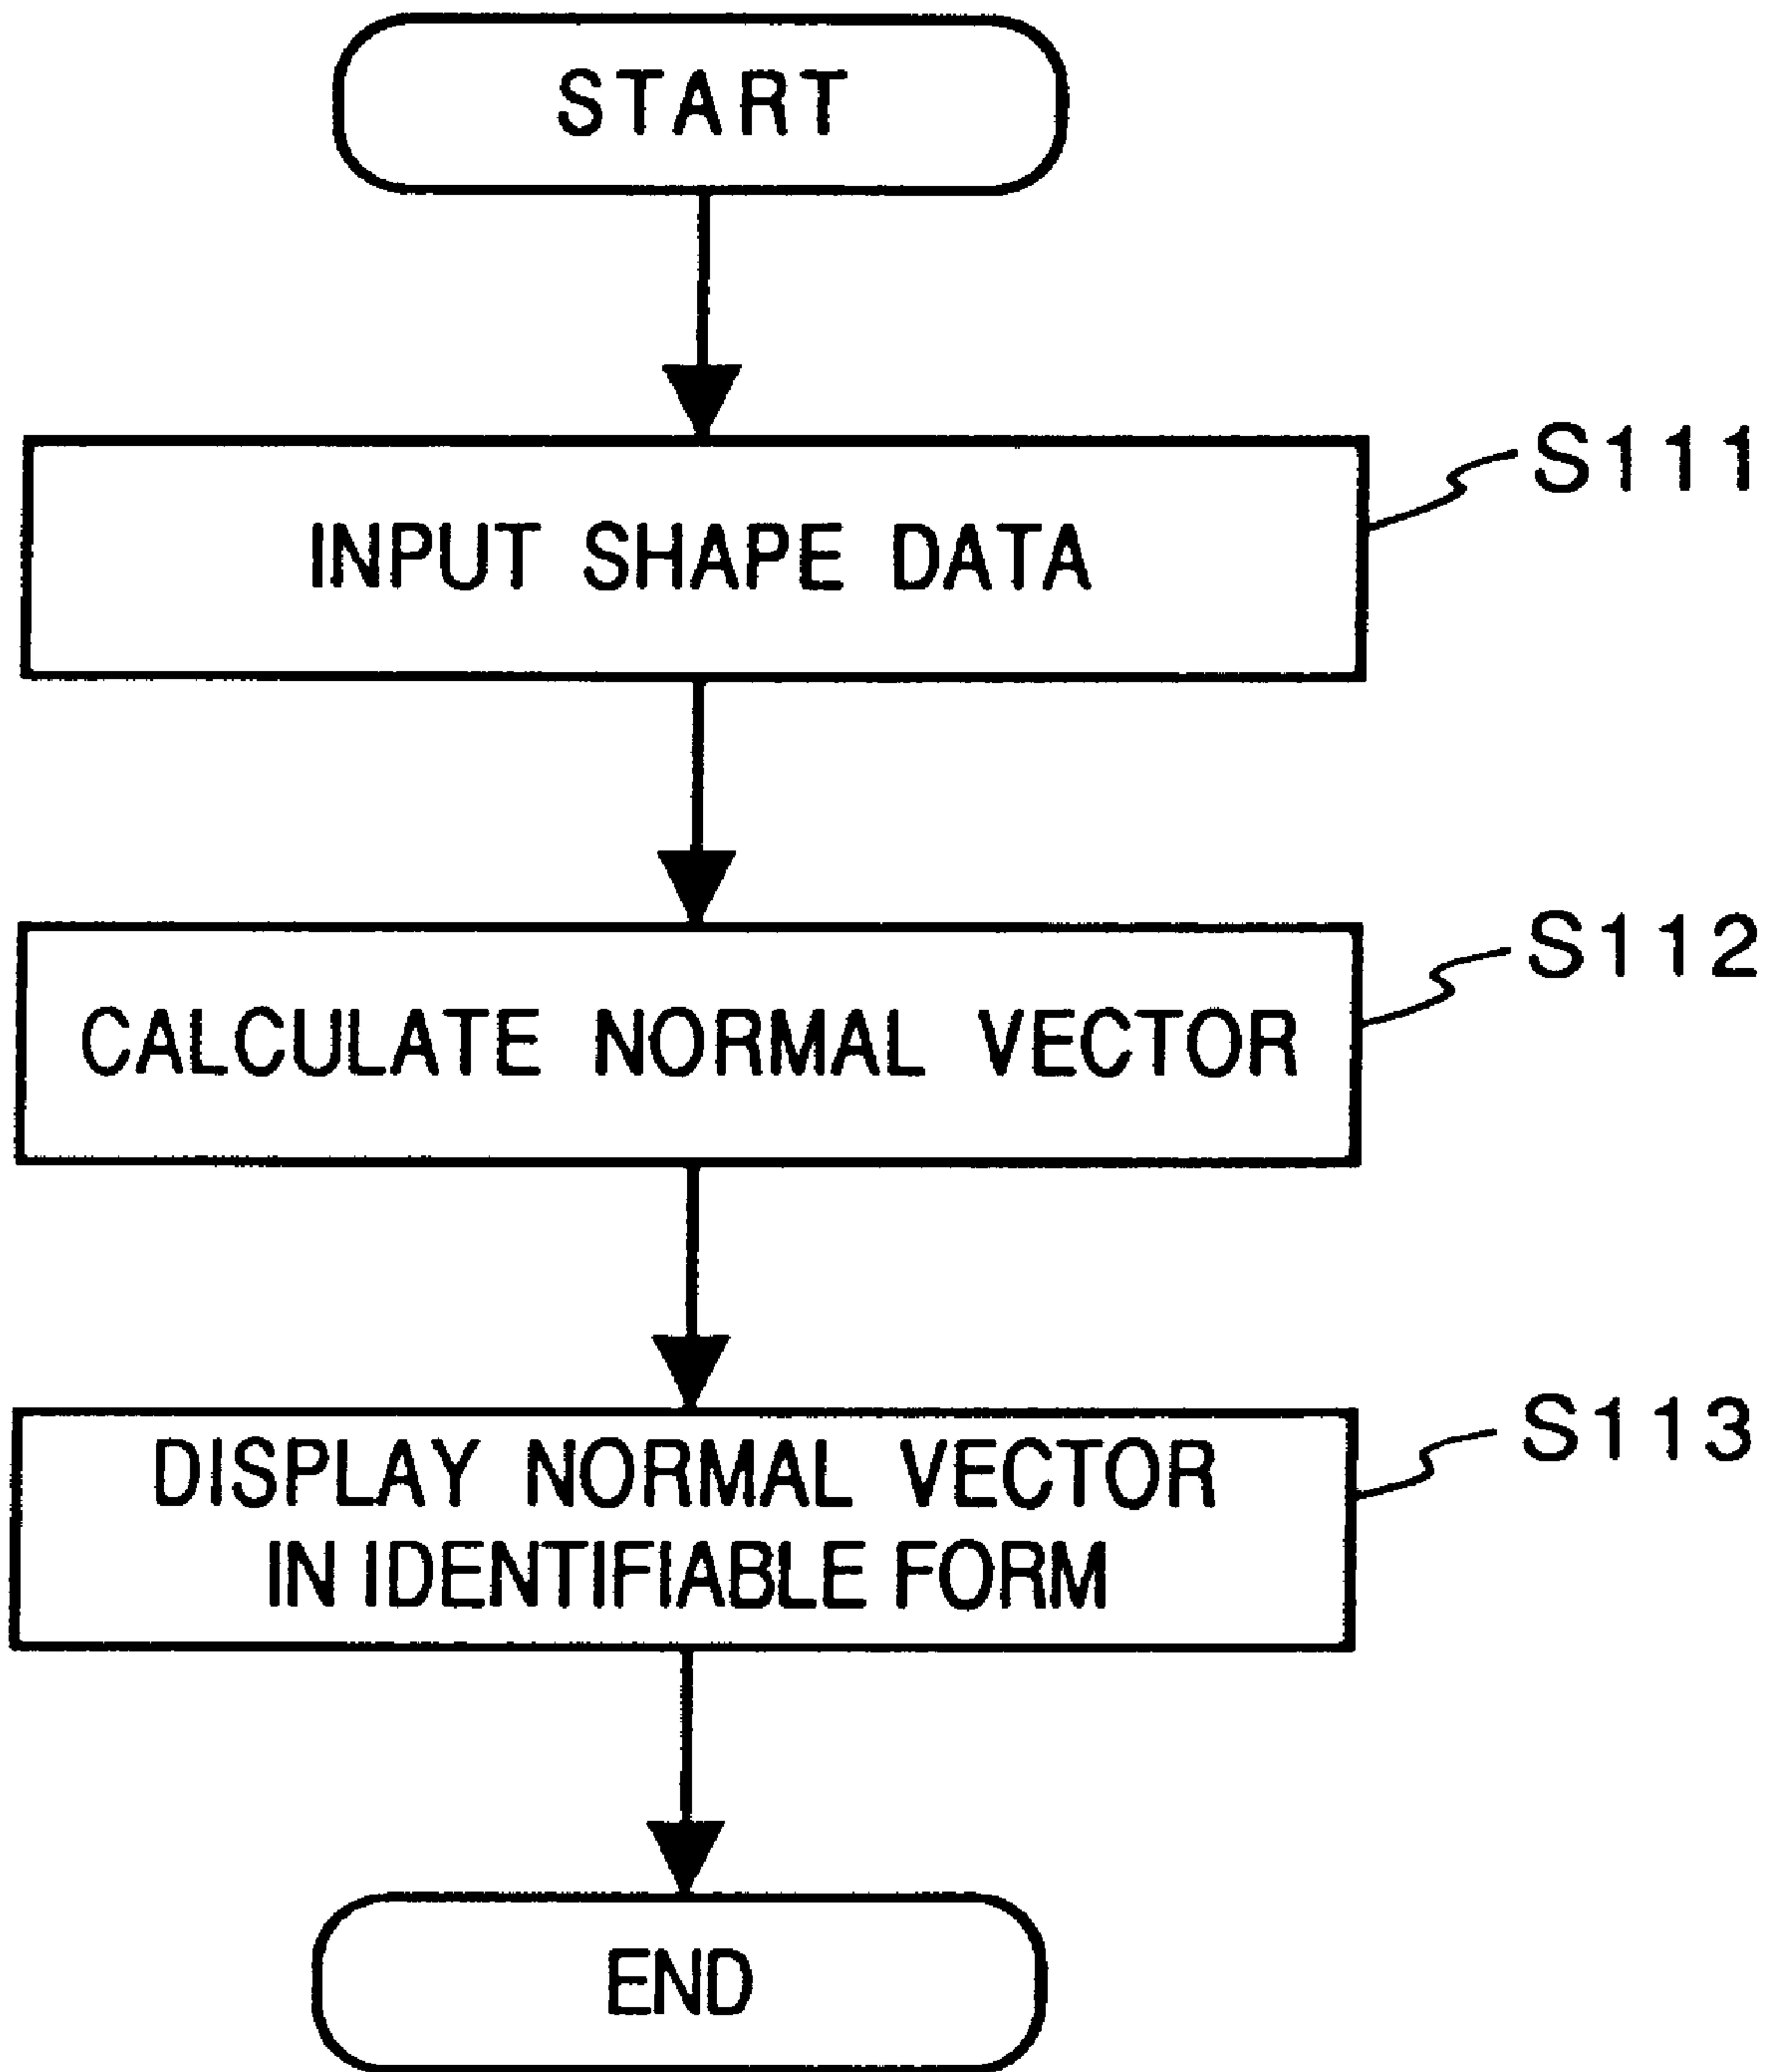 START
INPUT SHAPE DATA
S111
CALCULATE NORMAL VECTOR
S112
DISPLAY NORMAL VECTOR
IN IDENTIFIABLE FORM
S113
END